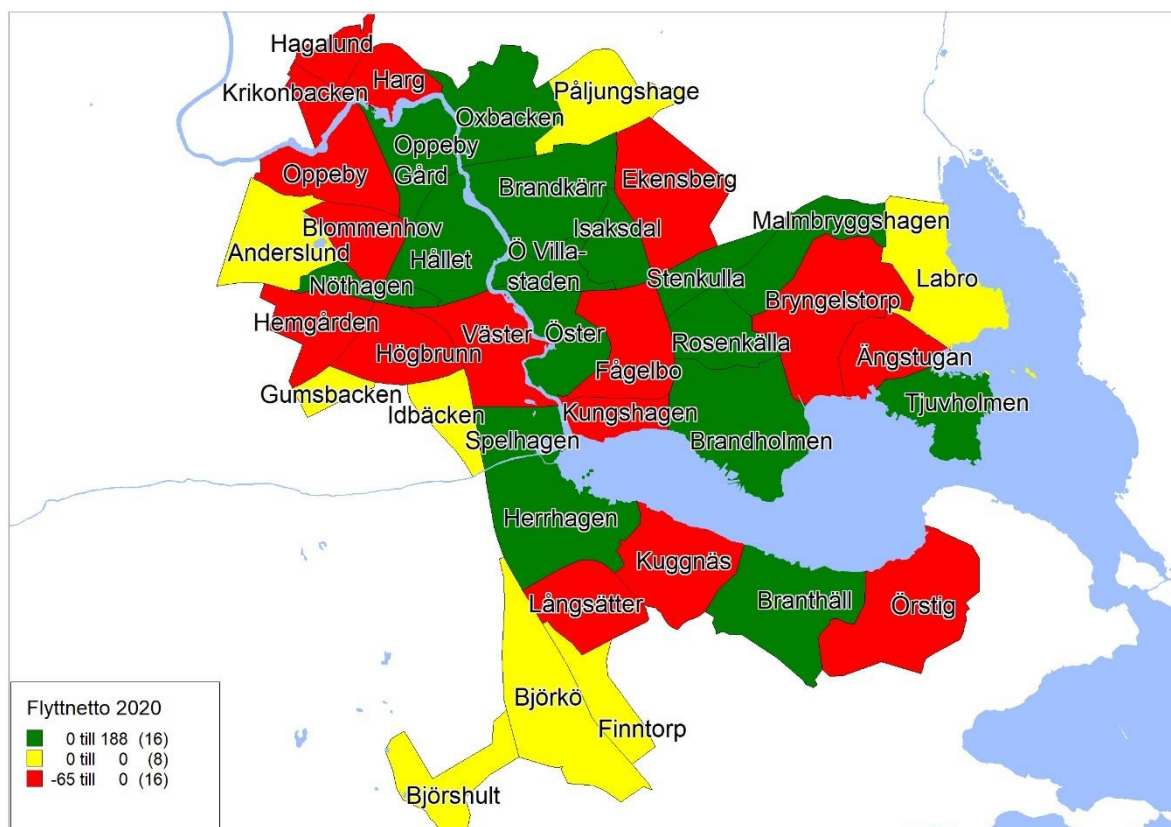 Hagalund
Harg
Krikonbacken
Oxbacken
Påljungshage
Oppeby
Gård
Oppeby
Brandkärr
Ekensberg
Blommenhov
Isaksdal
Malmbryggshagen
Anderslund
Hållet
Ö Villa-
staden
Stenkulla
Labro
Nöthagen
Bryngelstorp
Hemgården
Väster
Öster
Rosenkälla
Högbrunn
Fågelbo
Ängstugan
Gumsbacken
Idbäcken
Kungshagen
Tjuvholmen
Spelhagen
Brandholmen
Herrhagen
Kuggnäs
Långsätter
Branthäll
Örstig
Björkö
Finntorp
Björshult
Flyttnetto 2020
0 till 188 (16)
0 till 0 (8)
-65 till 0 (16)